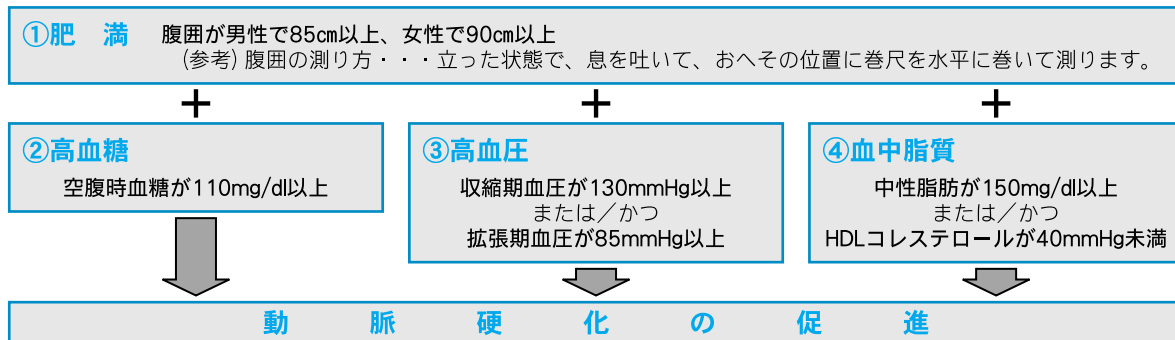 ①肥　満　腹囲が男性で85㎝以上、女性で90㎝以上
(参考)腹囲の測り方・・・立った状態で、息を吐いて、おへその位置に巻尺を水平に巻いて測ります。
＋　＋　＋
②高血糖
空腹時血糖が110mg/dl以上
③高血圧
収縮期血圧が130mmHg以上
または／かつ
拡張期血圧が85mmHg以上
④血中脂質
中性脂肪が150mg/dl以上
または／かつ
HDLコレステロールが40mmHg未満
動脈硬化の促進